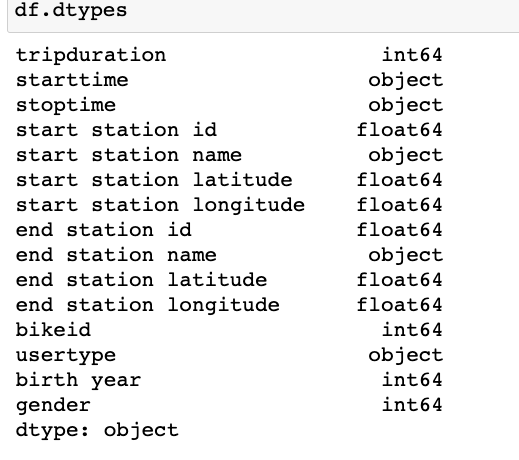 df.dtypes
tripduration int64
starttime object
stoptime object
start station id float64
start station name object
start station latitude float64
start station longitude float64
end station id float64
end station name object
end station latitude float64
end station longitude float64
bikeid int64
usertype object
birth year int64
gender int64
dtype: object